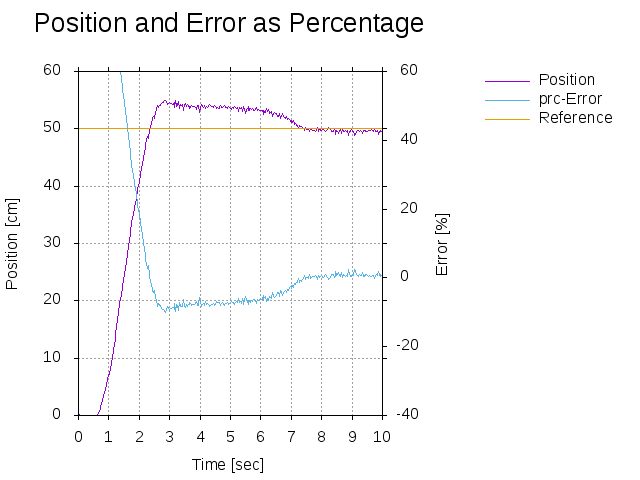 Position and Error as Percentage
Position
prc-Error
Reference
60
50
40
30
20
10
0
60
40
20
0
-20
-40
Position [cm]
Error [%]
0 1 2 3 4 5 6 7 8 9 10
Time [sec]